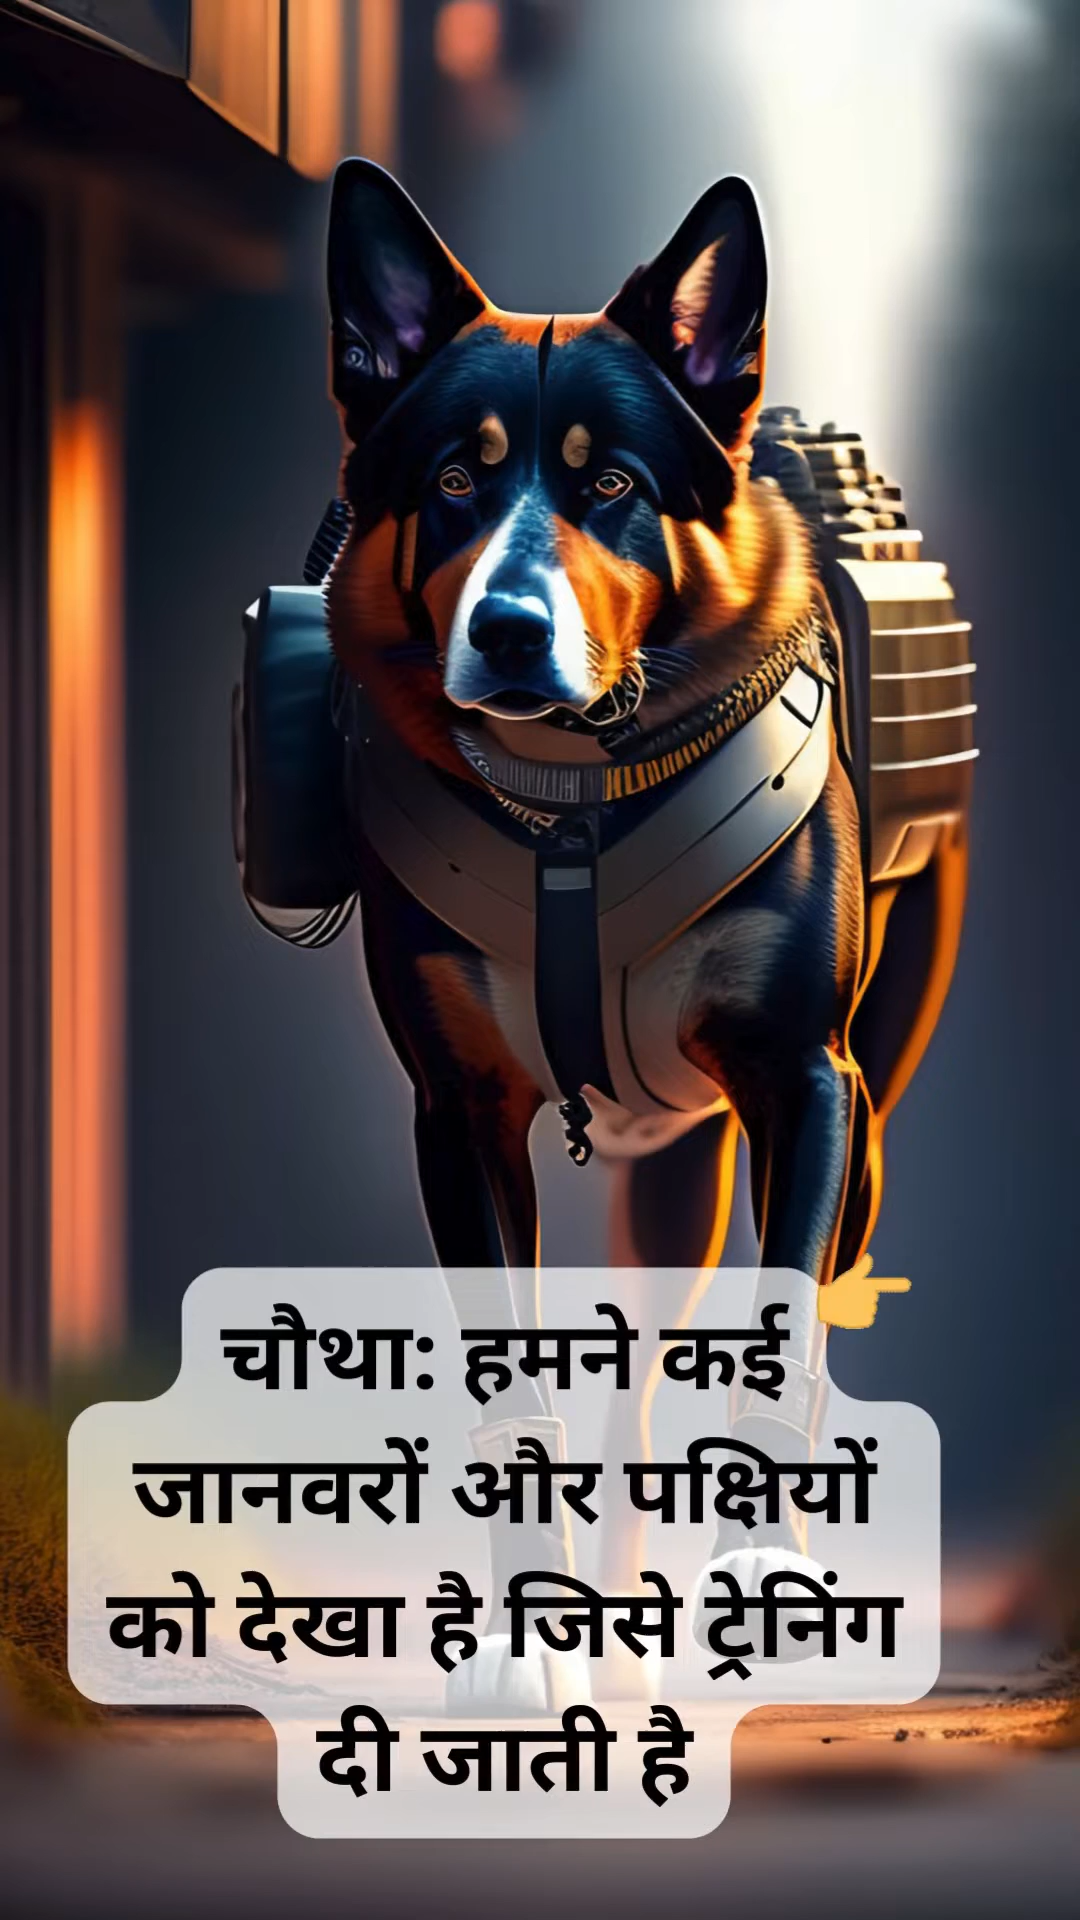 चौथा: हमने कई
जानवरों और पक्षियों
को देखा है जिसे ट्रेनिंग
दी जाती है